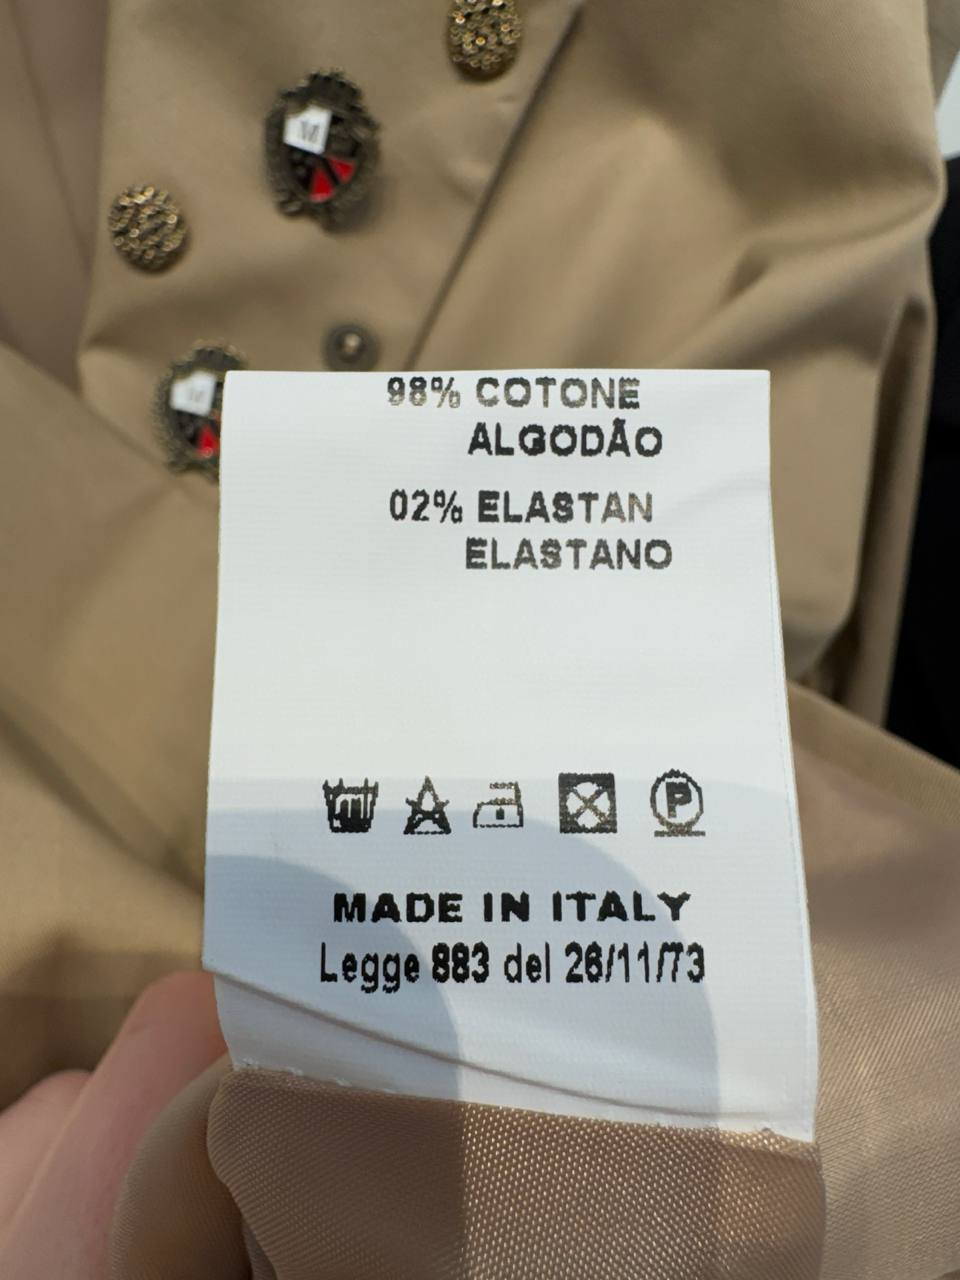 98% COTONE
ALGODÃO
02% ELASTAN
ELASTANO
P
MADE IN ITALY
Legge 883 del 26/11/73